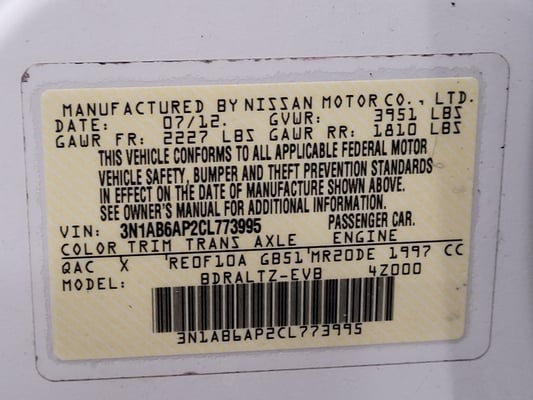 MANUFACTURED BY NISSAN MOTOR CO., LTD.
DATE: 07/12. GVWR: 3951 LBS
GAWR FR: 2227 LBS GAWR RR: 1810 LBS
THIS VEHICLE CONFORMS TO ALL APPLICABLE FEDERAL MOTOR
VEHICLE SAFETY, BUMPER AND THEFT PREVENTION STANDARDS
IN EFFECT ON THE DATE OF MANUFACTURE SHOWN ABOVE.
SEE OWNER'S MANUAL FOR ADDITIONAL INFORMATION.
VIN: 3N1AB6AP2CL773995 PASSENGER CAR.
COLOR TRIM TRANS AXLE ENGINE
QAC X 'RE0F10A GB51'MR20DE 1997 CC
MODEL: BDRALTZ-EVB 4Z000
3N1AB6AP2CL773995